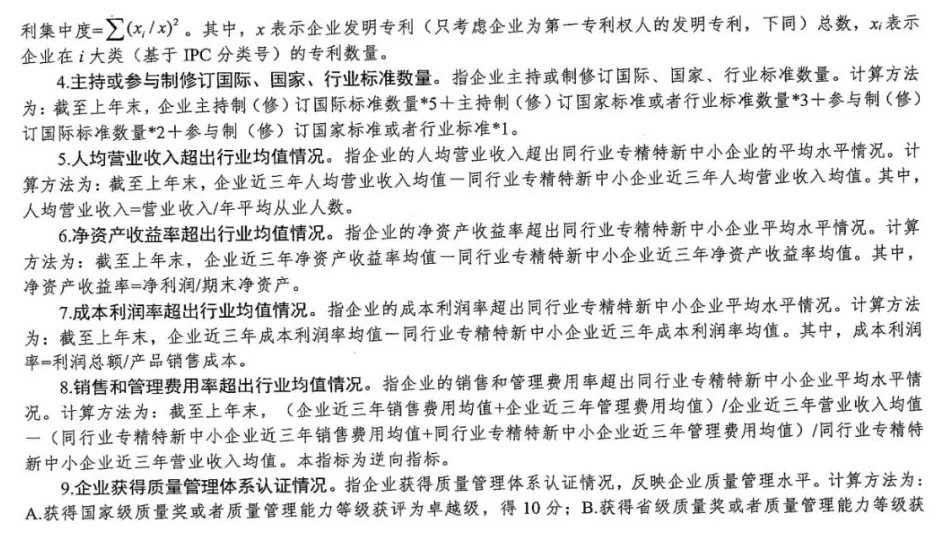 利集中度=∑(xᵢ/x)²。其中，x 表示企业发明专利（只考虑企业为第一专利权人的发明专利，下同）总数，xᵢ表示
企业在 i 大类（基于 IPC 分类号）的专利数量。
4.主持或参与制修订国际、国家、行业标准数量。指企业主持或制修订国际、国家、行业标准数量。计算方法
为：截至上年末，企业主持制（修）订国际标准数量*5＋主持制（修）订国家标准或者行业标准数量*3＋参与制（修）
订国际标准数量*2＋参与制（修）订国家标准或者行业标准*1。
5.人均营业收入超出行业均值情况。指企业的人均营业收入超出同行业专精特新中小企业的平均水平情况。计
算方法为：截至上年末，企业近三年人均营业收入均值－同行业专精特新中小企业近三年人均营业收入均值。其中，
人均营业收入=营业收入/年平均从业人数。
6.净资产收益率超出行业均值情况。指企业的净资产收益率超出同行业专精特新中小企业平均水平情况。计算
方法为：截至上年末，企业近三年净资产收益率均值－同行业专精特新中小企业近三年净资产收益率均值。其中，
净资产收益率=净利润/期末净资产。
7.成本利润率超出行业均值情况。指企业的成本利润率超出同行业专精特新中小企业平均水平情况。计算方法
为：截至上年末，企业近三年成本利润率均值－同行业专精特新中小企业近三年成本利润率均值。其中，成本利润
率=利润总额/产品销售成本。
8.销售和管理费用率超出行业均值情况。指企业的销售和管理费用率超出同行业专精特新中小企业平均水平情
况。计算方法为：截至上年末，（企业近三年销售费用均值+企业近三年管理费用均值）/企业近三年营业收入均值
－（同行业专精特新中小企业近三年销售费用均值+同行业专精特新中小企业近三年管理费用均值）/同行业专精特
新中小企业近三年营业收入均值。本指标为逆向指标。
9.企业获得质量管理体系认证情况。指企业获得质量管理体系认证情况，反映企业质量管理水平。计算方法为：
A.获得国家级质量奖或者质量管理能力等级获评为卓越级，得 10 分；B.获得省级质量奖或者质量管理能力等级获